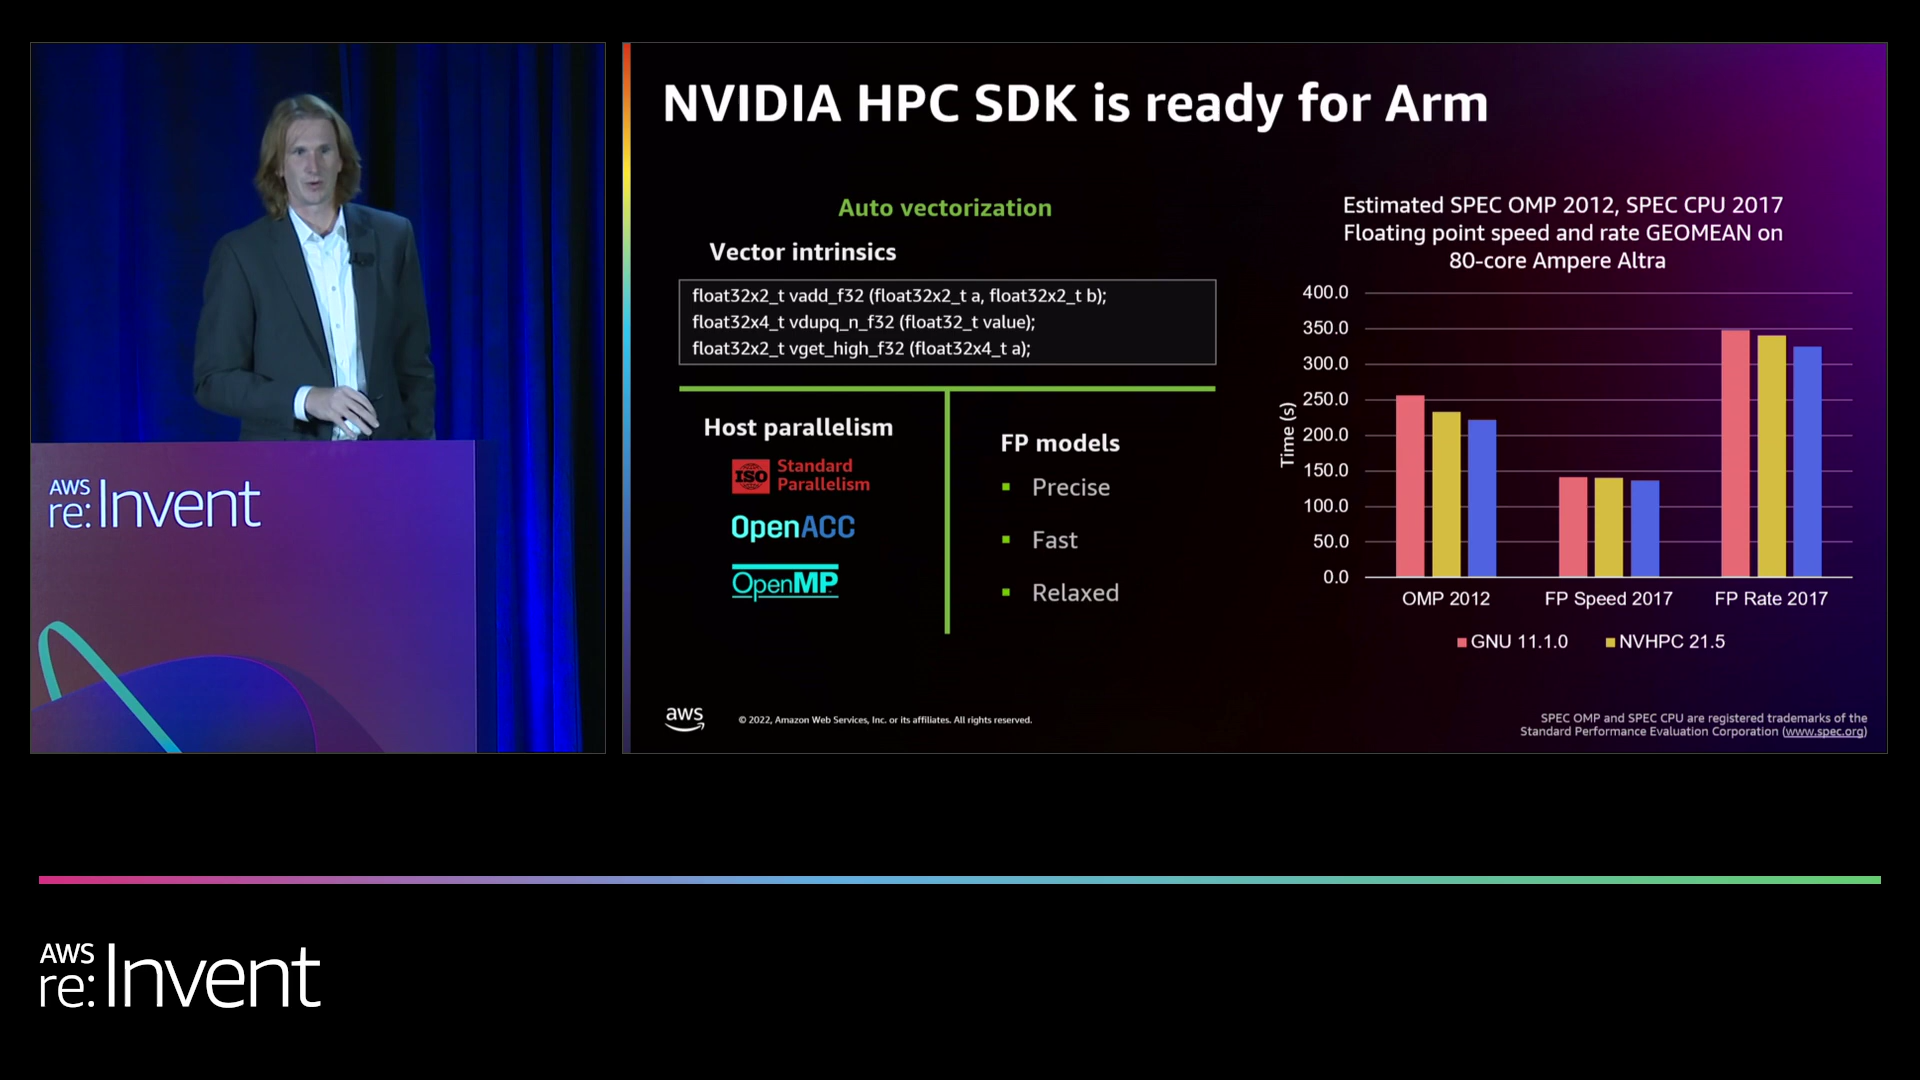 AWS
re:Invent
NVIDIA HPC SDK is ready for Arm
Auto vectorization
Vector intrinsics
float32x2_t vadd_f32 (float32x2_t a, float32x2_t b);
float32x4_t vdupq_n_f32 (float32_t value);
float32x2_t vget_high_f32 (float32x4_t a);
Host parallelism
ISO Standard
Parallelism
OpenACC
OpenMP
FP models
Precise
Fast
Relaxed
Estimated SPEC OMP 2012, SPEC CPU 2017
Floating point speed and rate GEOMEAN on
80-core Ampere Altra
Time (s)
400.0
350.0
300.0
250.0
200.0
150.0
100.0
50.0
0.0
OMP 2012 FP Speed 2017 FP Rate 2017
GNU 11.1.0 NVHPC 21.5
aws © 2022, Amazon Web Services, Inc. or its affiliates. All rights reserved.
SPEC OMP and SPEC CPU are registered trademarks of the
Standard Performance Evaluation Corporation (www.spec.org)
AWS
re:Invent